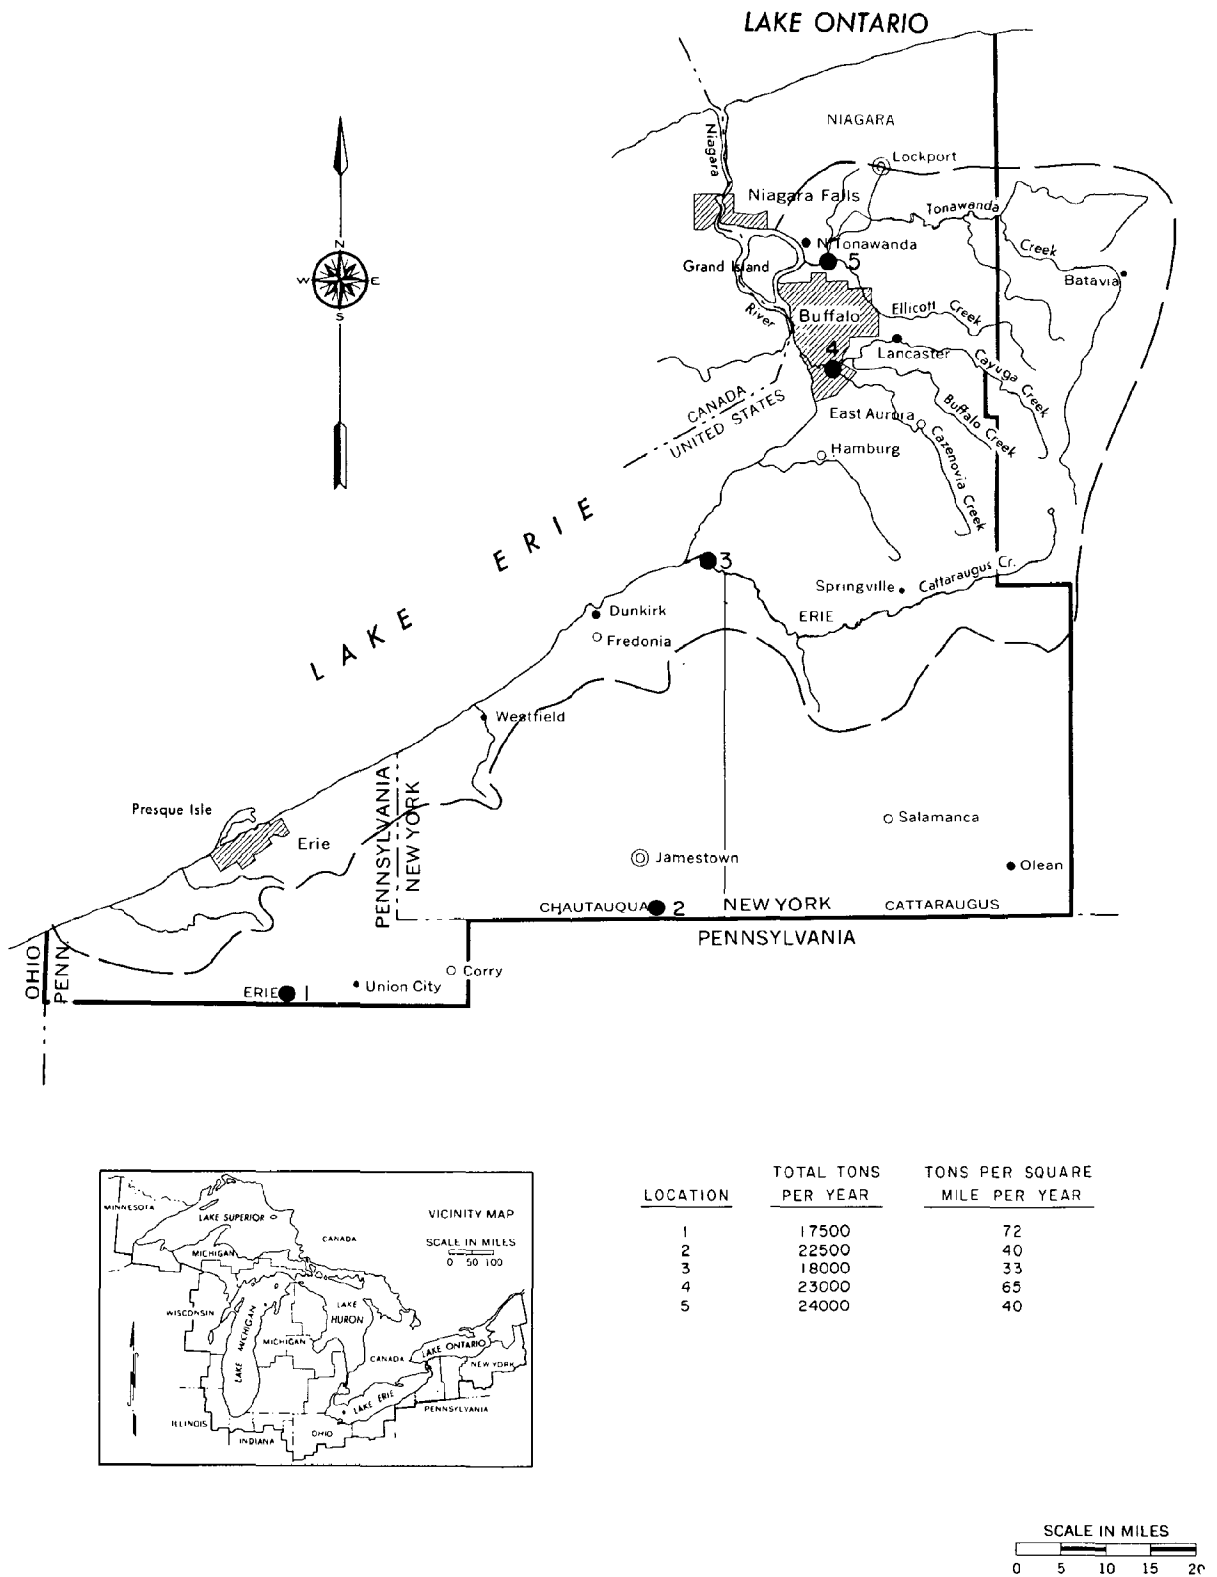 LAKE ONTARIO
NIAGARA
Niagara
Lockport
Niagara Falls
Tonawanda
Creek
N Tonawanda
5
Grand Island
Batavia
River
Buffalo
Ellicott Creek
4
Lancaster
Cayuga Creek
CANADA
UNITED STATES
East Aurora
Buffalo Creek
Cazenovia Creek
Hamburg
N
W E
S
LAKE ERIE
3
Springville
Cattaraugus Cr.
Dunkirk
ERIE
Fredonia
Westfield
PENNSYLVANIA
NEW YORK
Presque Isle
Erie
Salamanca
Jamestown
Olean
CHAUTAUQUA 2
NEW YORK
CATTARAUGUS
PENNSYLVANIA
OHIO
PENN
Corry
Union City
ERIE 1
MINNESOTA
LAKE SUPERIOR
VICINITY MAP
CANADA
SCALE IN MILES
0 50 100
MICHIGAN
WISCONSIN
LAKE MICHIGAN
LAKE
HURON
MICHIGAN
CANADA
LAKE ONTARIO
NEW YORK
LAKE ERIE
PENNSYLVANIA
ILLINOIS
INDIANA
OHIO
TOTAL TONS TONS PER SQUARE
LOCATION PER YEAR MILE PER YEAR
1 17500 72
2 22500 40
3 18000 33
4 23000 65
5 24000 40
SCALE IN MILES
0 5 10 15 20